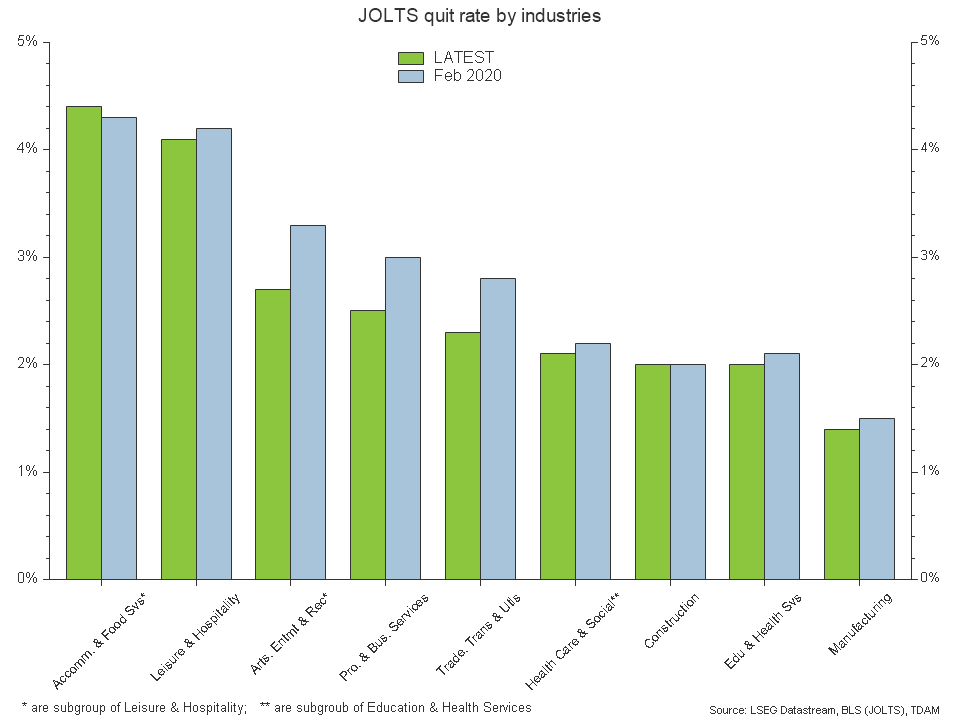 JOLTS quit rate by industries
5% 5%
LATEST
Feb 2020
4% 4%
3% 3%
2% 2%
1% 1%
0% 0%
Accomm. & Food Svs*
Leisure & Hospitality
Arts. Entmt & Rec*
Pro. & Bus. Services
Trade. Trans & Utls
Health Care & Social**
Construction
Edu & Health Svs
Manufacturing
* are subgroup of Leisure & Hospitality; ** are subgroub of Education & Health Services
Source: LSEG Datastream, BLS (JOLTS), TDAM